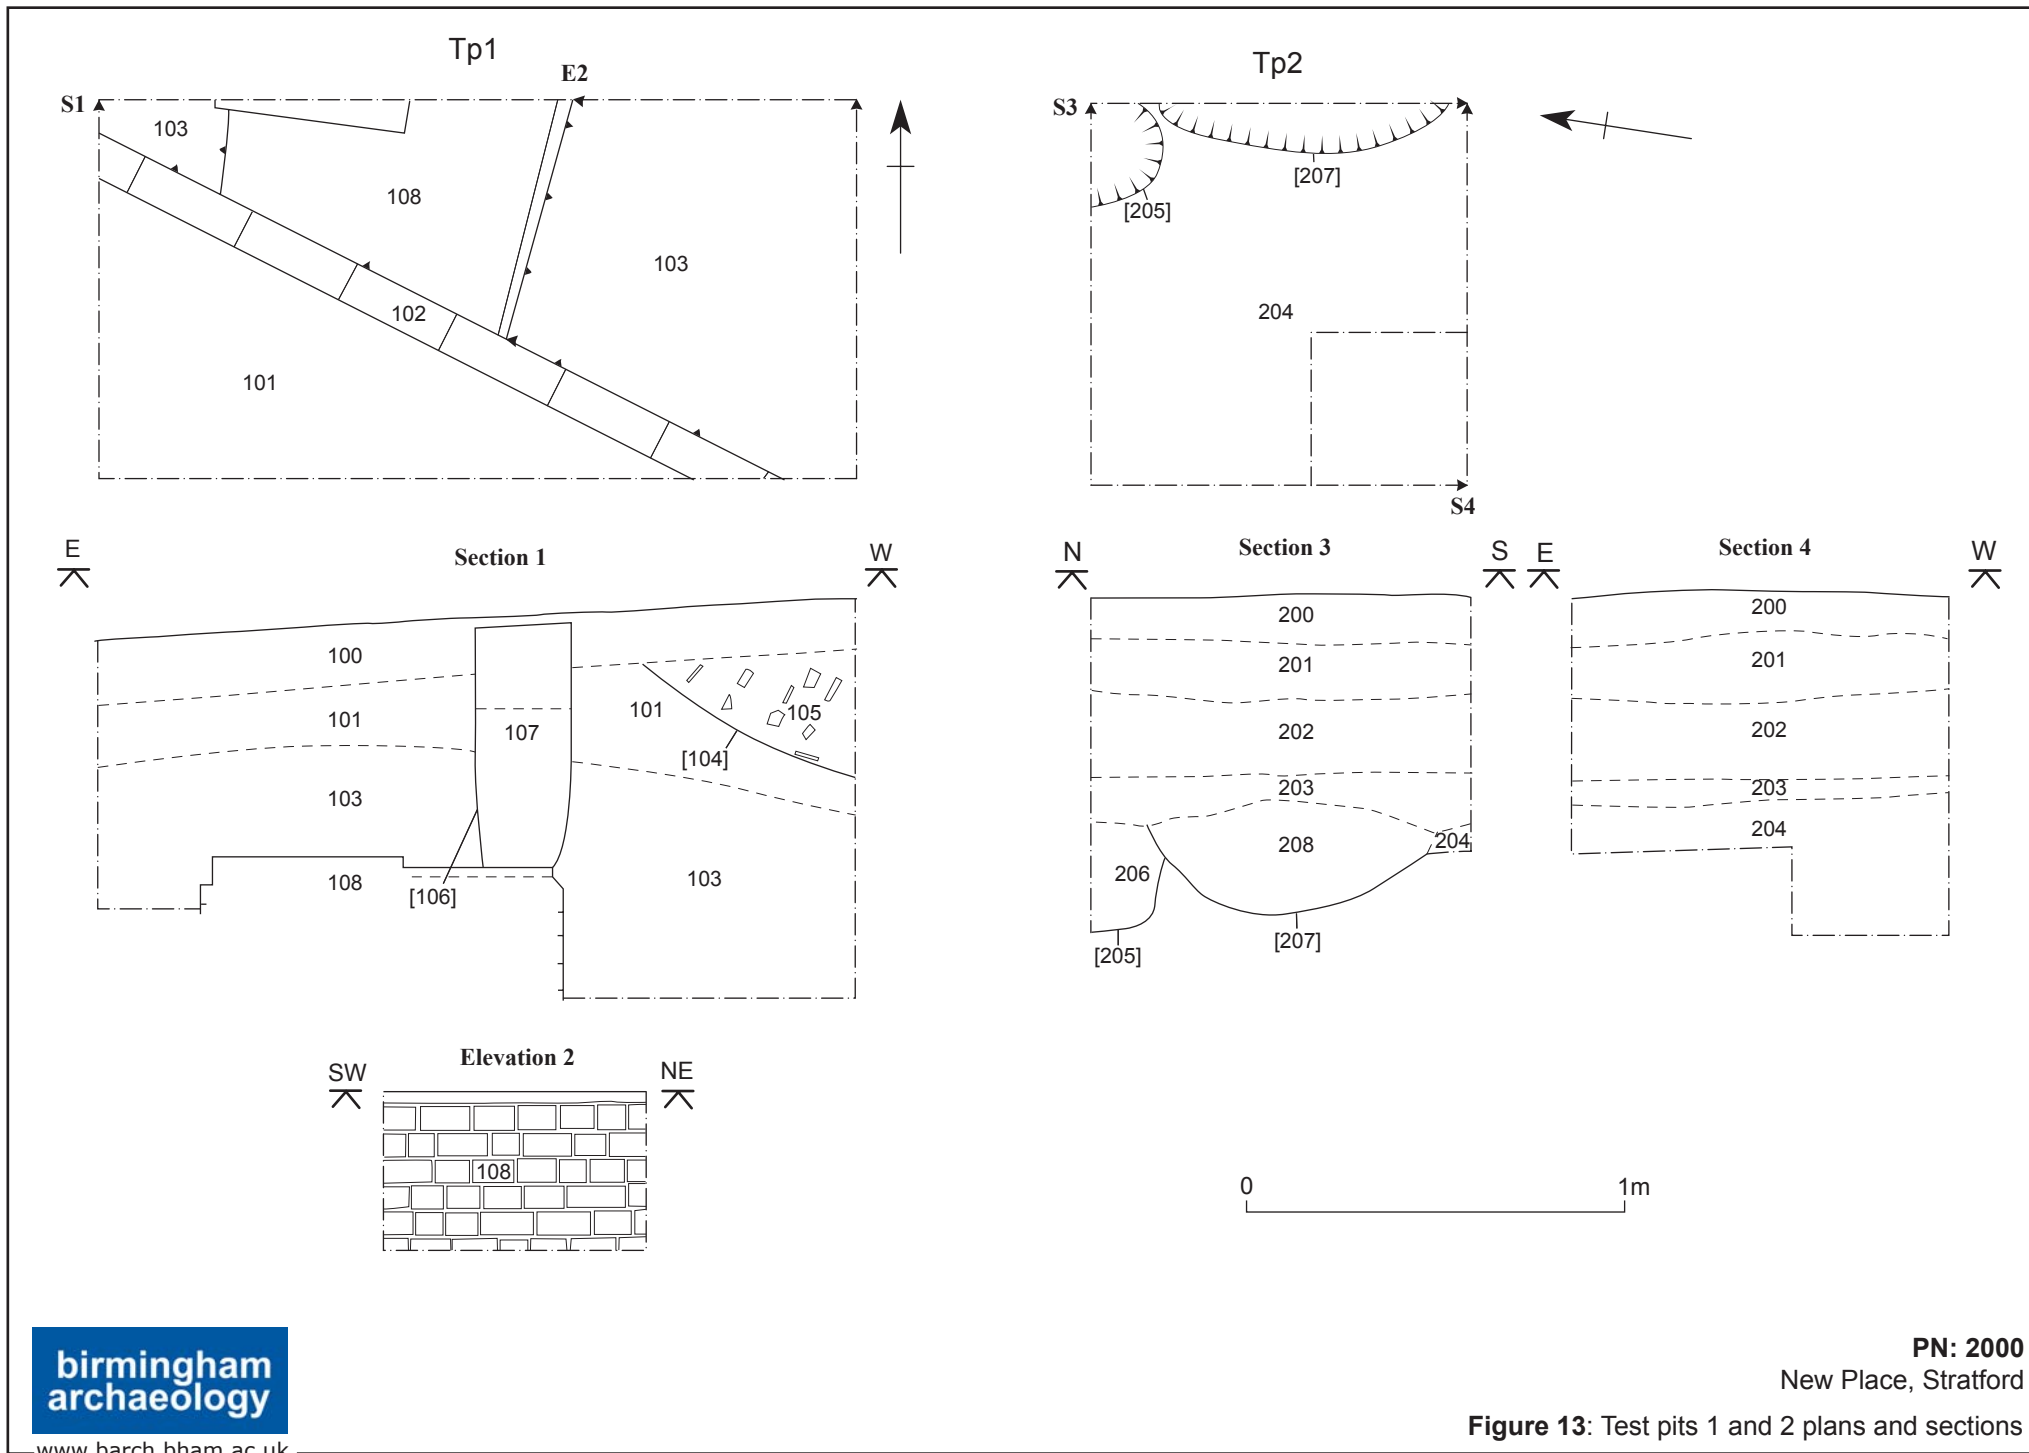 Tp1
E2
S1
103
108
103
102
101
Tp2
S3
[207]
[205]
204
S4
E
Section 1
W
100
101
107
101
105
[104]
103
108
[106]
103
N
Section 3
S
200
201
202
203
208
204
206
[207]
[205]
E
Section 4
W
200
201
202
203
204
SW
Elevation 2
NE
108
0
1m
birmingham
archaeology
www.barch.bham.ac.uk
PN: 2000
New Place, Stratford
Figure 13: Test pits 1 and 2 plans and sections